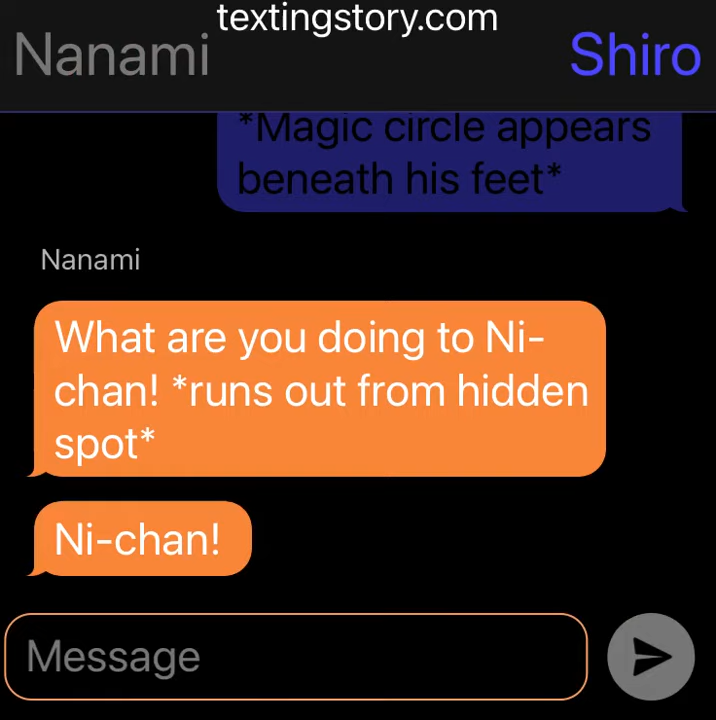 textingstory.com
Nanami
Shiro
*Magic circle appears
beneath his feet*
Nanami
What are you doing to Ni-
chan! *runs out from hidden
spot*
Ni-chan!
Message